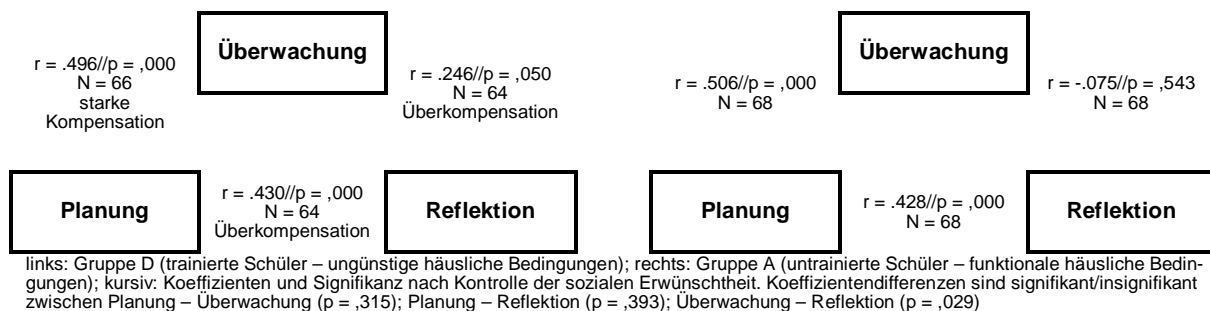 Überwachung
r = .496//p = ,000
N = 66
starke
Kompensation
r = .246//p = ,050
N = 64
Überkompensation
Planung
r = .430//p = ,000
N = 64
Überkompensation
Reflektion
Überwachung
r = .506//p = ,000
N = 68
r = -.075//p = ,543
N = 68
Planung
r = .428//p = ,000
N = 68
Reflektion
links: Gruppe D (trainierte Schüler – ungünstige häusliche Bedingungen); rechts: Gruppe A (untrainierte Schüler – funktionale häusliche Bedin-
gungen); kursiv: Koeffizienten und Signifikanz nach Kontrolle der sozialen Erwünschtheit. Koeffizientendifferenzen sind signifikant/insignifikant
zwischen Planung – Überwachung (p = ,315); Planung – Reflektion (p = ,393); Überwachung – Reflektion (p = ,029)